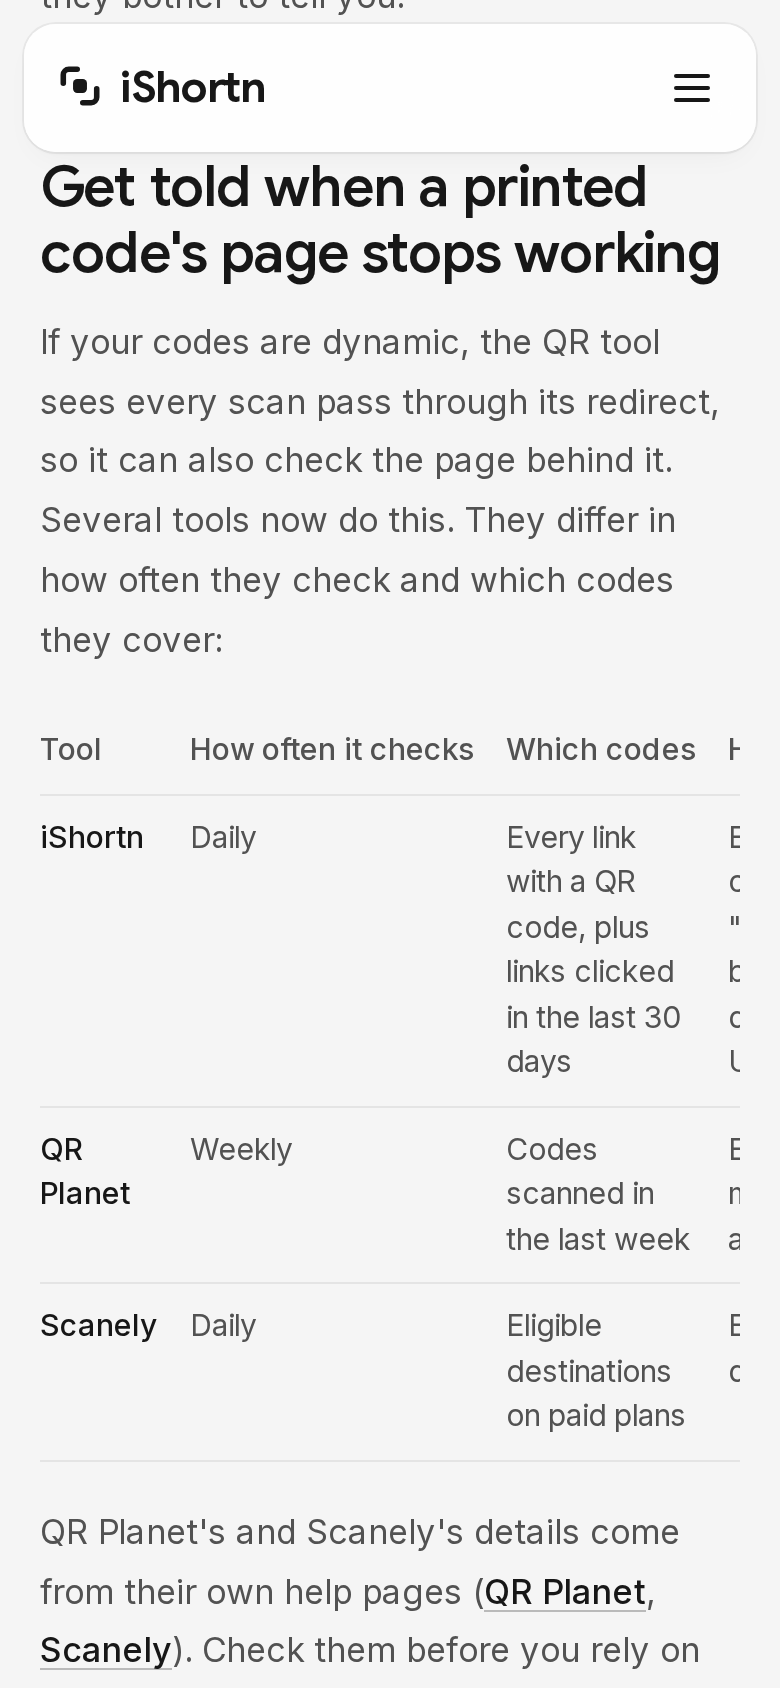 they bother to tell you.
iShortn
Get told when a printed
code's page stops working
If your codes are dynamic, the QR tool
sees every scan pass through its redirect,
so it can also check the page behind it.
Several tools now do this. They differ in
how often they check and which codes
they cover:
Tool How often it checks Which codes
iShortn Daily Every link
with a QR
code, plus
links clicked
in the last 30
days
QR Weekly Codes
Planet scanned in
the last week
Scanely Daily Eligible
destinations
on paid plans
QR Planet's and Scanely's details come
from their own help pages (QR Planet,
Scanely). Check them before you rely on